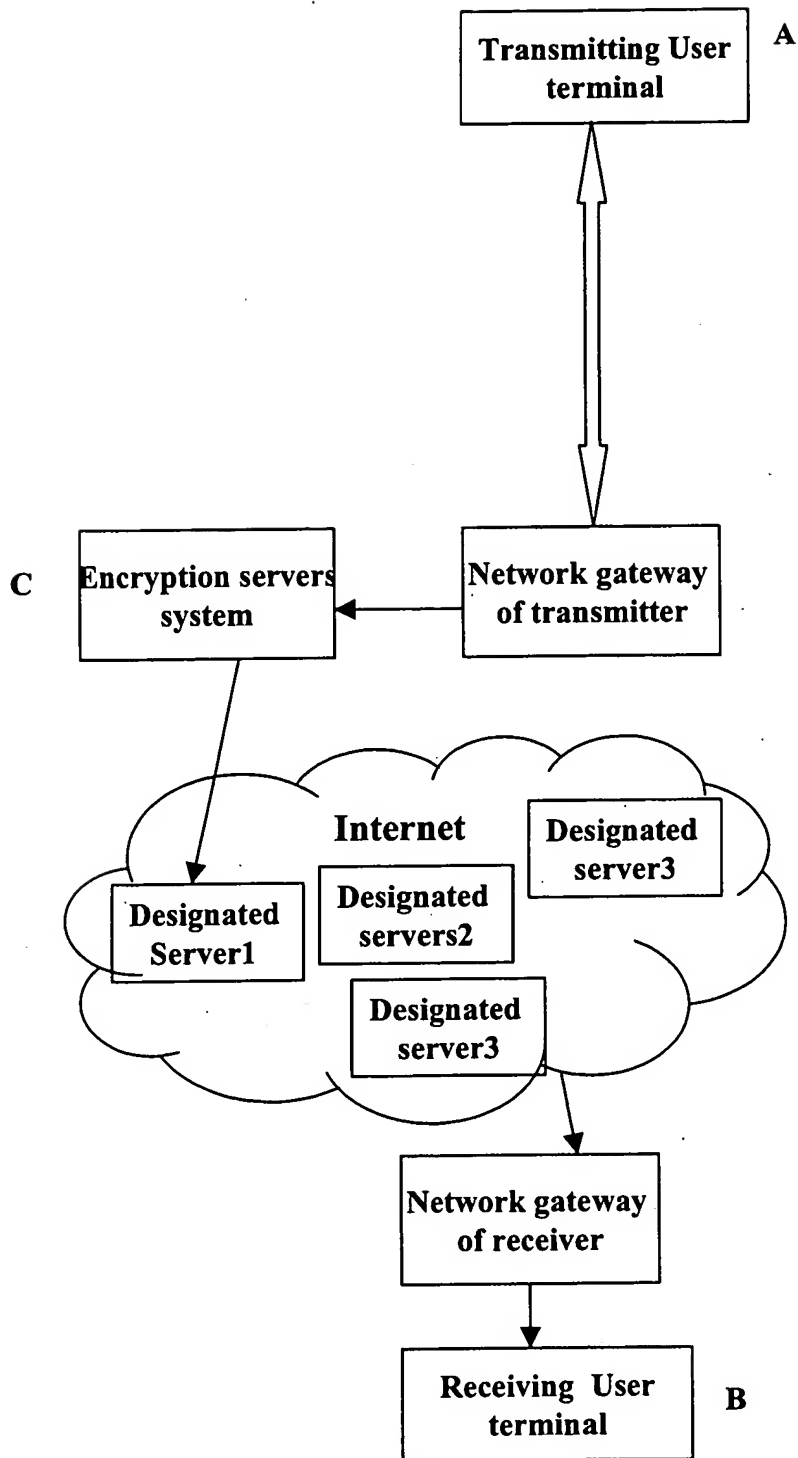 Transmitting User
terminal
A
C
Encryption servers
system
Network gateway
of transmitter
Internet
Designated
server3
Designated
Server1
Designated
servers2
Designated
server3
Network gateway
of receiver
Receiving User
terminal
B